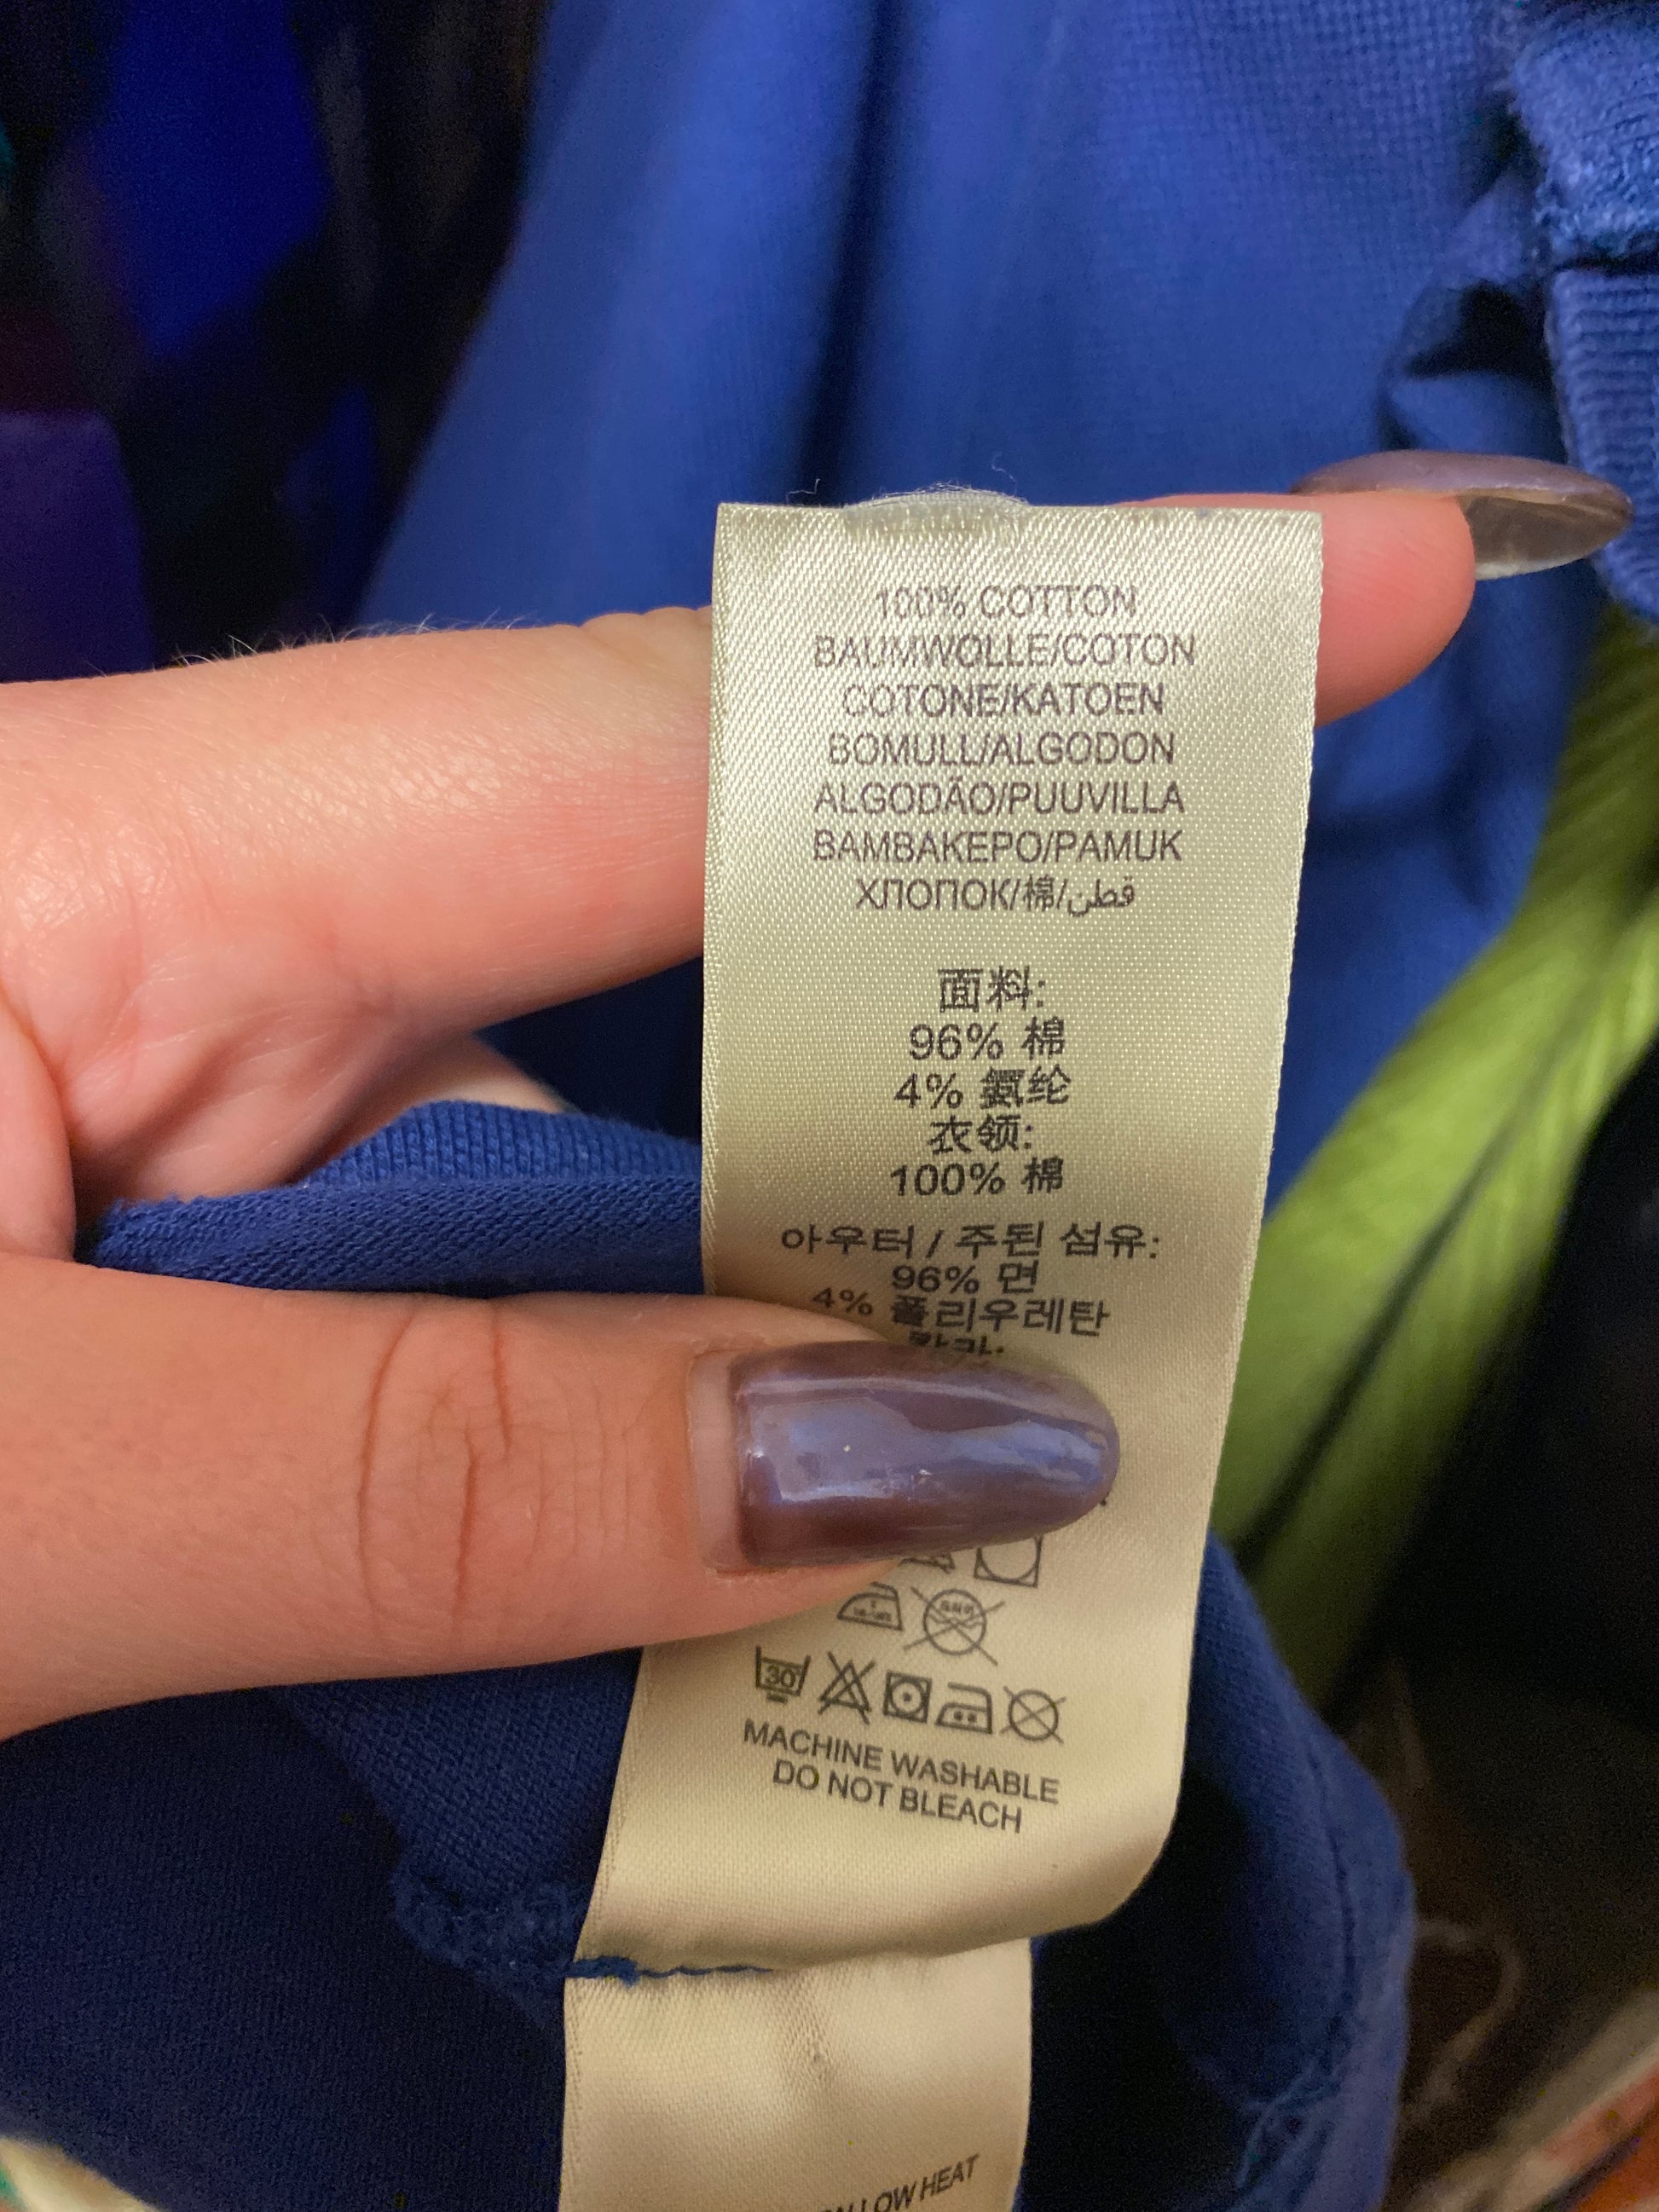 100% COTTON
BAUMWOLLE/COTON
COTONE/KATOEN
BOMULL/ALGODON
ALGODÃO/PUUVILLA
BAMBAKEPO/PAMUK
ХЛОПОК/棉/قطن
面料:
96% 棉
4% 氨纶
衣领:
100% 棉
아우터 / 주된 섬유:
96% 면
4% 폴리우레탄
30
MACHINE WASHABLE
DO NOT BLEACH
LOW HEAT